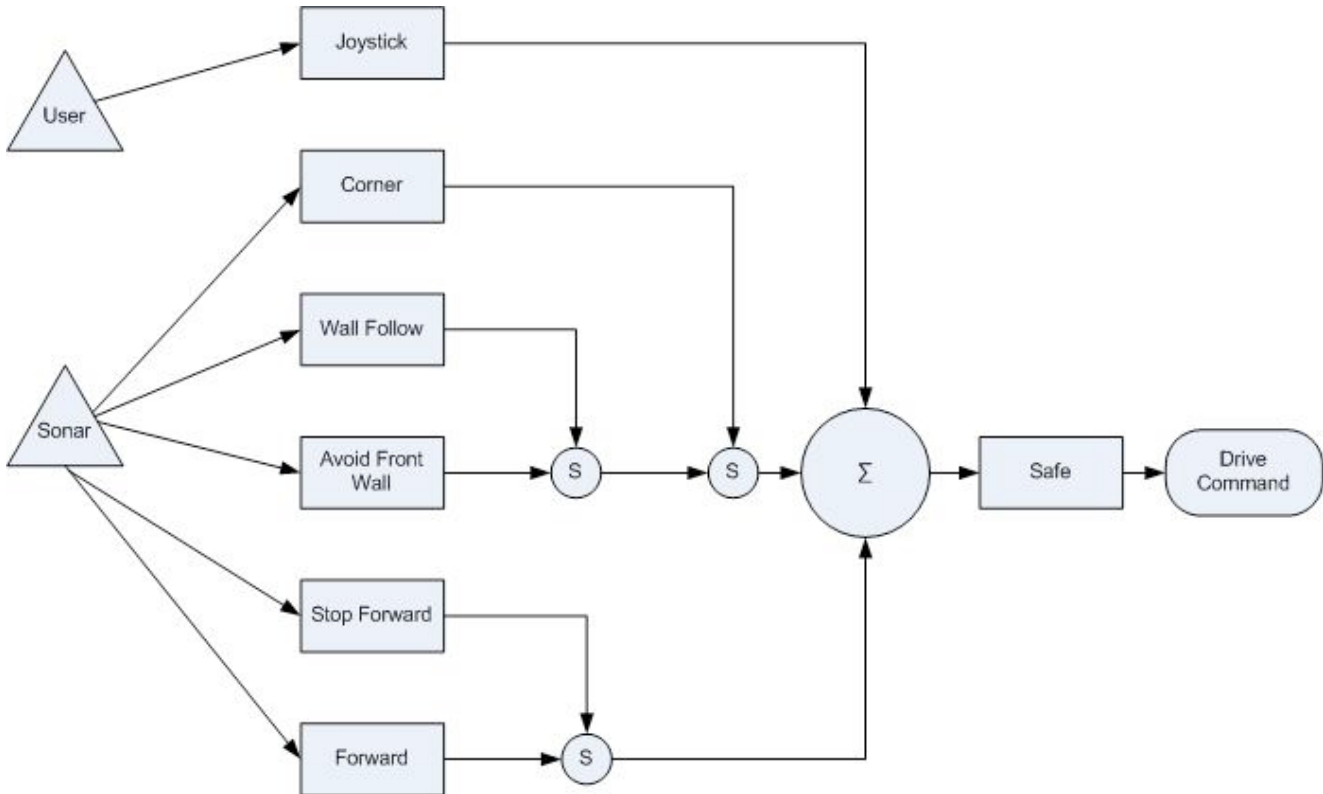 Joystick
User
Corner
Wall Follow
Sonar
Avoid Front
Wall
S
S
Σ
Safe
Drive
Command
Stop Forward
Forward
S